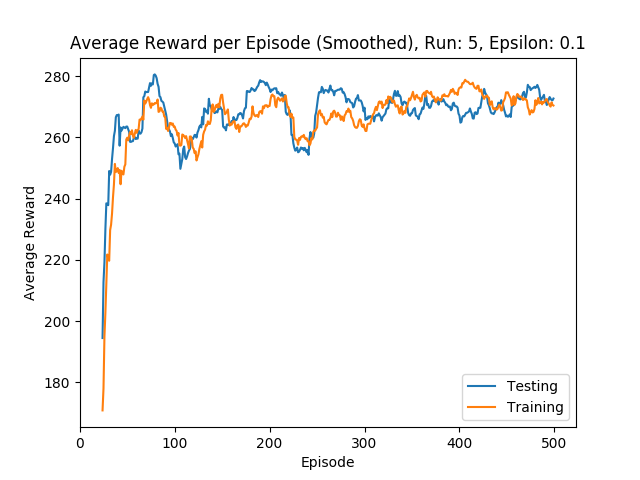 Average Reward per Episode (Smoothed), Run: 5, Epsilon: 0.1
280
260
240
220
200
180
Average Reward
0 100 200 300 400 500
Episode
Testing
Training